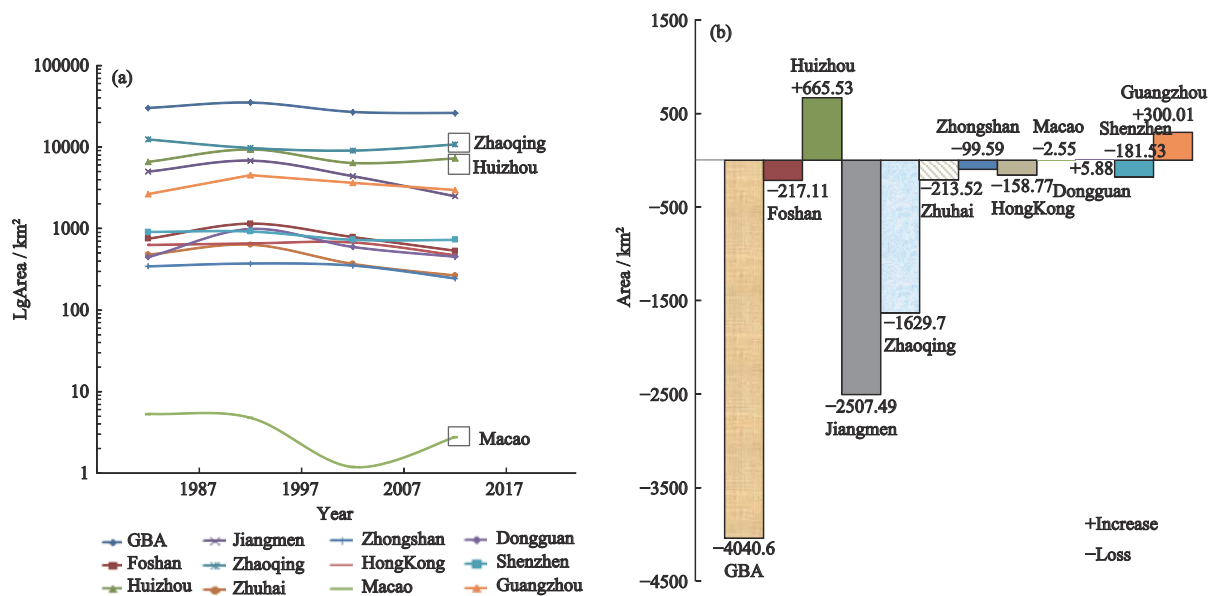 (a)
100000
10000
1000
100
10
1
LgArea / km²
1987
1997
2007
2017
Year
Zhaoqing
Huizhou
Macao
GBA
Jiangmen
Zhongshan
Dongguan
Foshan
Zhaoqing
HongKong
Shenzhen
Huizhou
Zhuhai
Macao
Guangzhou
(b)
1500
500
−500
−1500
−2500
−3500
−4500
Area / km²
Huizhou
+665.53
Zhongshan
−99.59
Macao
−2.55
Shenzhen
−181.53
Guangzhou
+300.01
−217.11
Foshan
−213.52
Zhuhai
−158.77
HongKong
+5.88
Dongguan
−1629.7
Zhaoqing
−2507.49
Jiangmen
−4040.6
GBA
+Increase
−Loss